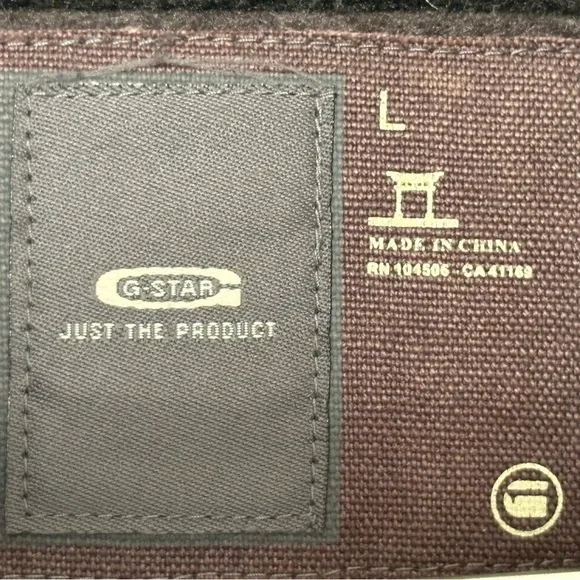 G-STAR
JUST THE PRODUCT
L
MADE IN CHINA
RN 104506 - CA 41169